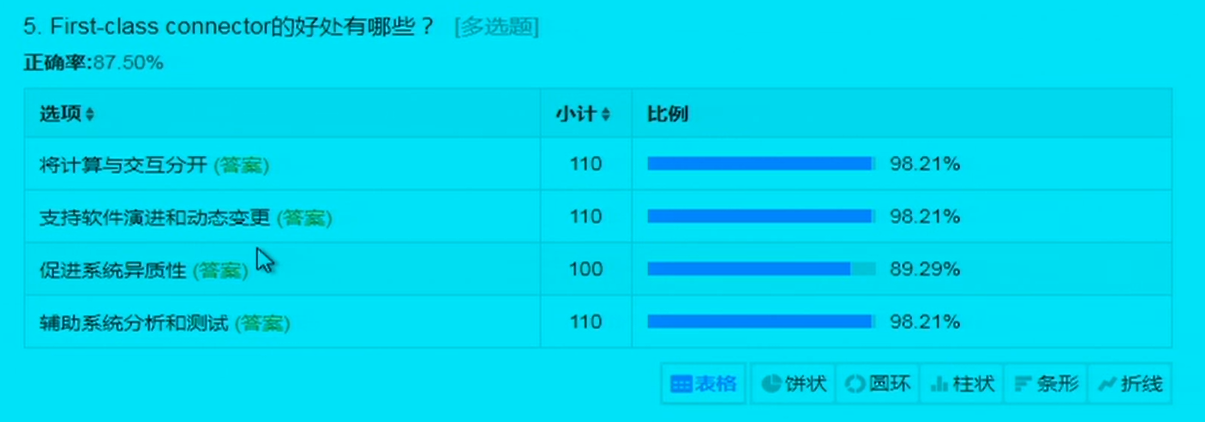 5. First-class connector的好处有哪些？ [多选题]
正确率:87.50%
选项 小计 比例
将计算与交互分开 (答案) 110 98.21%
支持软件演进和动态变更 (答案) 110 98.21%
促进系统异质性 (答案) 100 89.29%
辅助系统分析和测试 (答案) 110 98.21%
表格 饼状 圆环 柱状 条形 折线